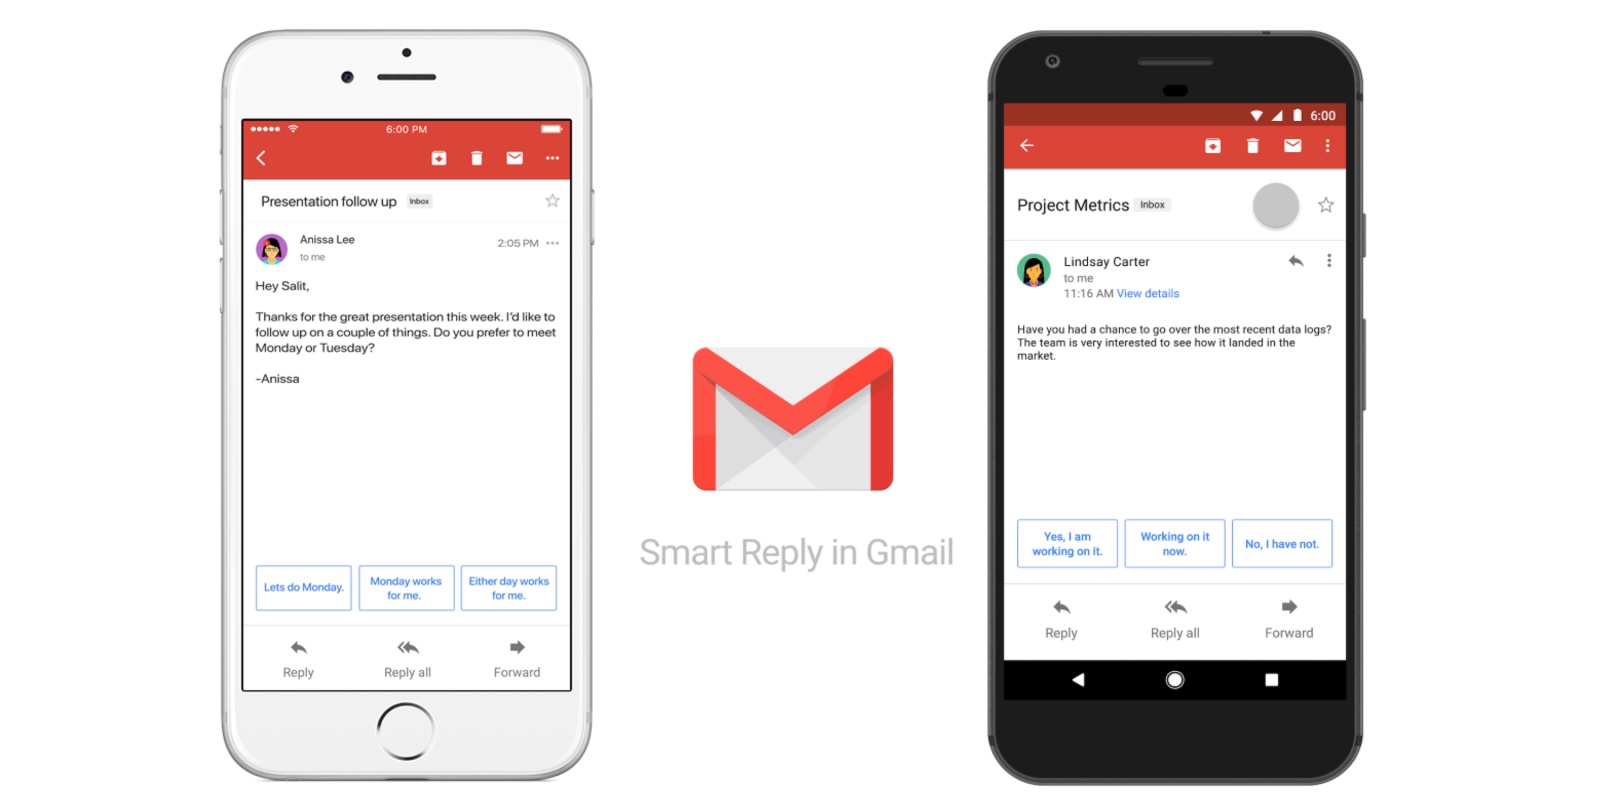 6:00 PM
Presentation follow up Inbox
Anissa Lee
2:05 PM
to me
Hey Salit,
Thanks for the great presentation this week. I'd like to
follow up on a couple of things. Do you prefer to meet
Monday or Tuesday?
-Anissa
Lets do Monday.
Monday works
for me.
Either day works
for me.
Reply
Reply all
Forward
Smart Reply in Gmail
6:00
Project Metrics Inbox
Lindsay Carter
to me
11:16 AM View details
Have you had a chance to go over the most recent data logs?
The team is very interested to see how it landed in the
market.
Yes, I am
working on it.
Working on it
now.
No, I have not.
Reply
Reply all
Forward